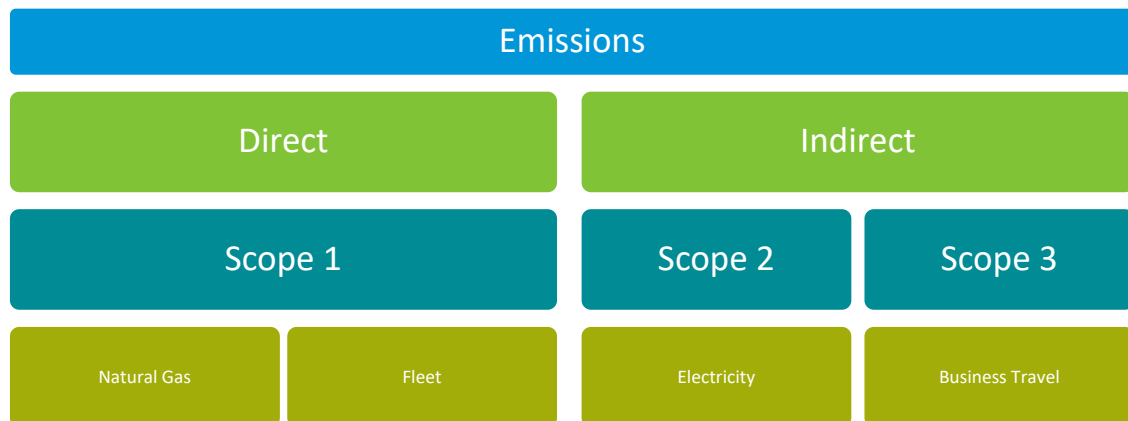 Emissions
Direct
Indirect
Scope 1
Scope 2
Scope 3
Natural Gas
Fleet
Electricity
Business Travel